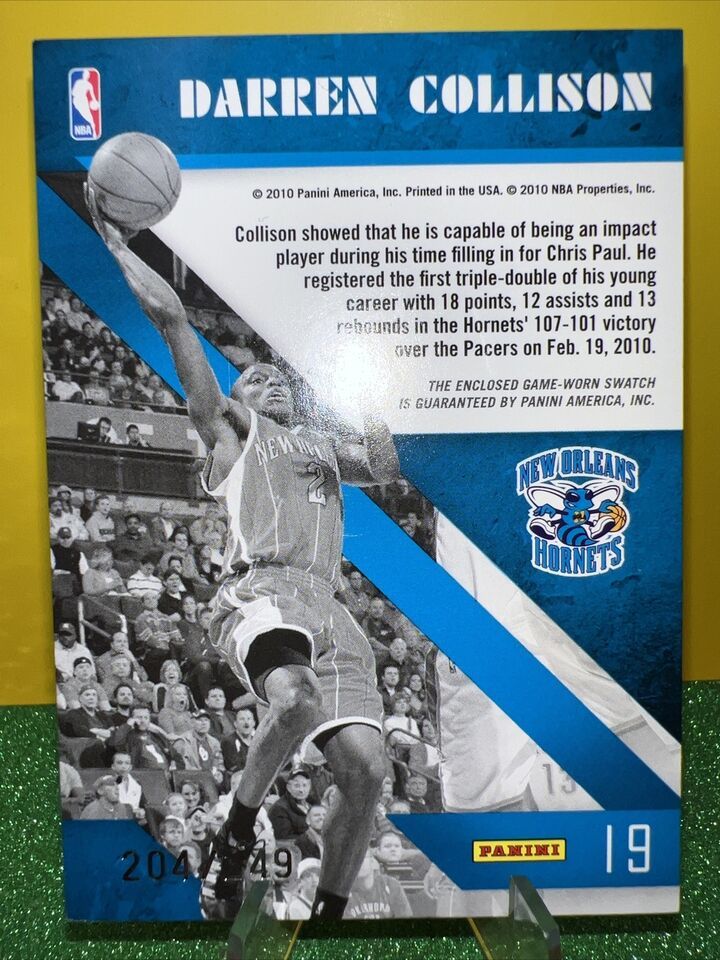 DARREN COLLISON
NBA
© 2010 Panini America, Inc. Printed in the USA. © 2010 NBA Properties, Inc.
Collison showed that he is capable of being an impact
player during his time filling in for Chris Paul. He
registered the first triple-double of his young
career with 18 points, 12 assists and 13
rebounds in the Hornets' 107-101 victory
over the Pacers on Feb. 19, 2010.
THE ENCLOSED GAME-WORN SWATCH
IS GUARANTEED BY PANINI AMERICA, INC.
NEW ORLEANS
HORNETS
2
13
PANINI
19